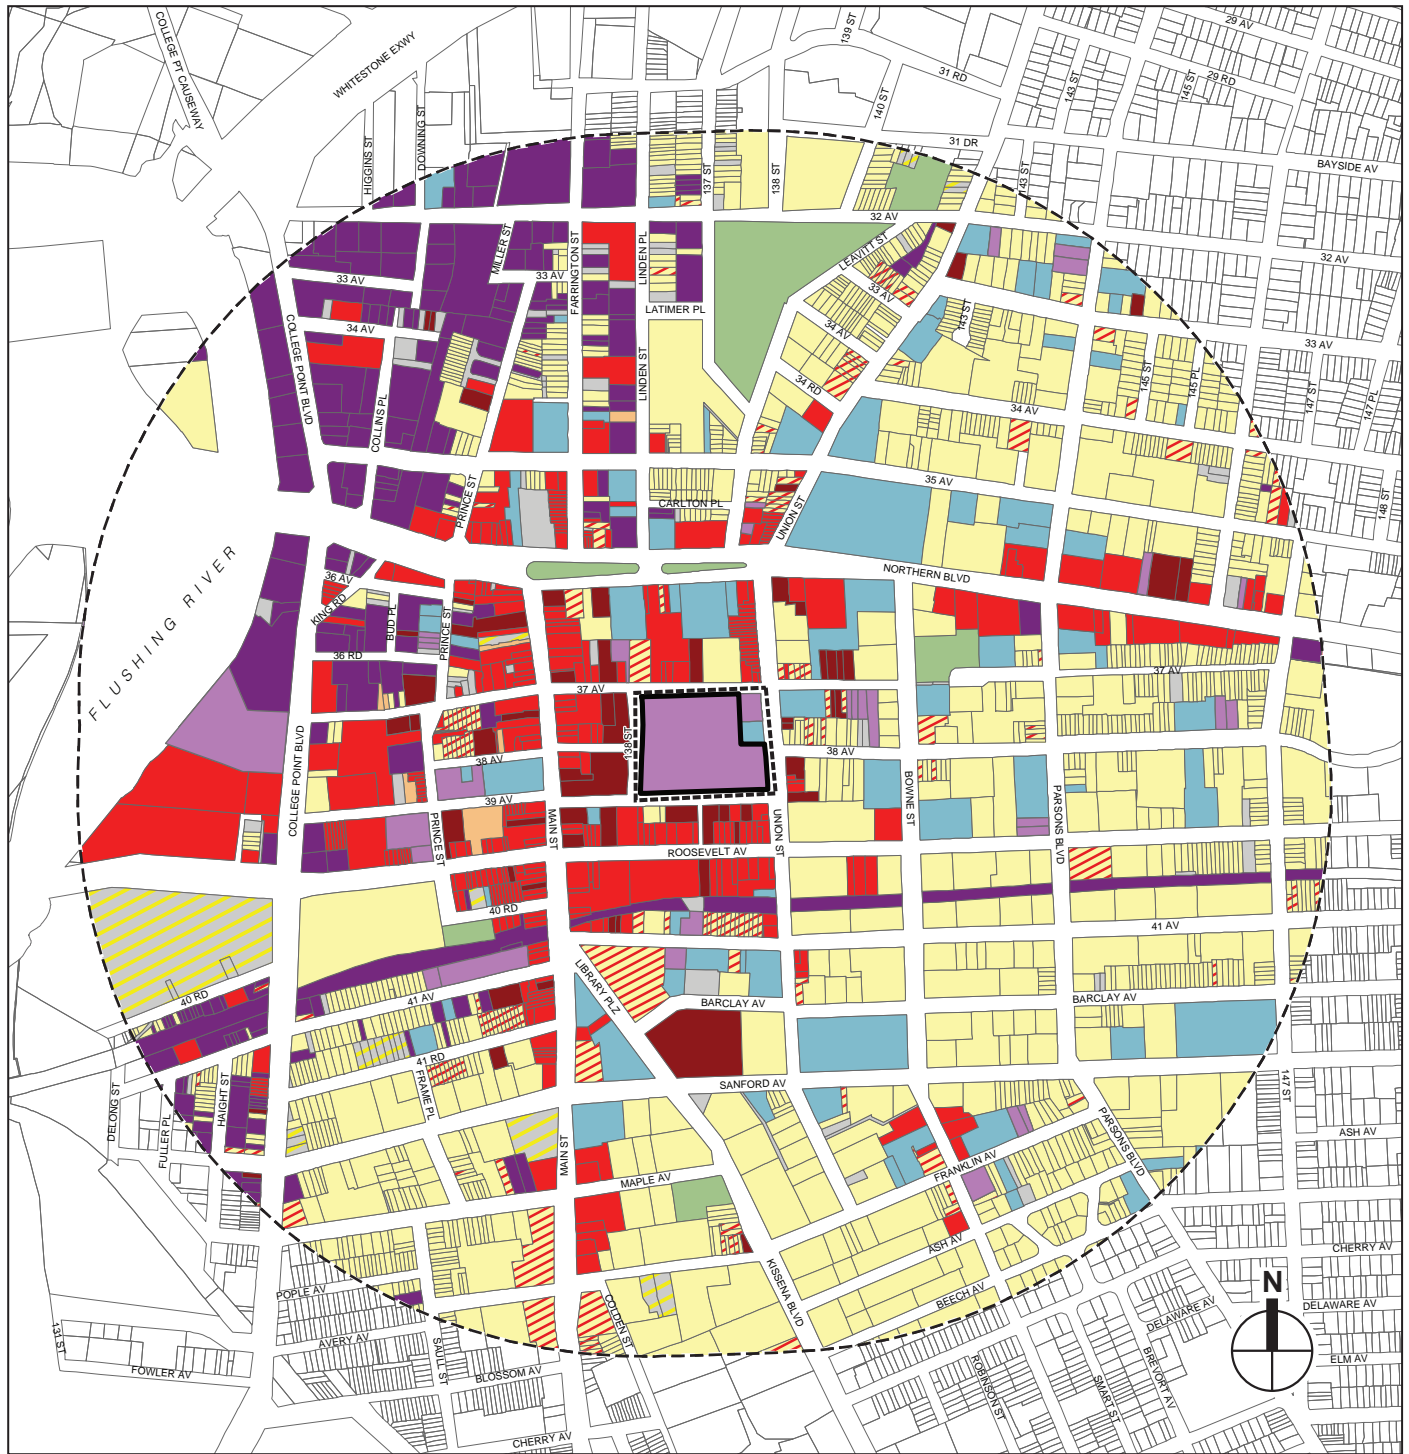 COLLEGE PT CAUSEWAY
WHITESTONE EXWY
139 ST
29 AV
31 RD
29 RD
140 ST
143 ST
145 ST
HIGGINS ST
DOWNING ST
31 DR
BAYSIDE AV
137 ST
138 ST
143 ST
32 AV
32 AV
MILLER ST
FARRINGTON ST
LINDEN PL
LEAVITT ST
33 AV
33 AV
33 AV
LATIMER PL
143 ST
34 AV
34 AV
33 AV
COLLEGE POINT BLVD
LINDEN ST
145 ST
145 PL
147 ST
147 PL
COLLINS PL
34 RD
34 AV
35 AV
PRINCE ST
CARLTON PL
UNION ST
148 ST
FLUSHING RIVER
36 AV
NORTHERN BLVD
KING RD
BUD PL
PRINCE ST
36 RD
37 AV
37 AV
138 ST
38 AV
38 AV
COLLEGE POINT BLVD
39 AV
BOWNE ST
PARSONS BLVD
PRINCE ST
MAIN ST
UNION ST
ROOSEVELT AV
40 RD
41 AV
40 RD
41 AV
LIBRARY PLZ
BARCLAY AV
BARCLAY AV
41 RD
FRAME PL
SANFORD AV
DELONG ST
FULLER PL
HAIGHT ST
PARSONS BLVD
147 ST
ASH AV
MAIN ST
MAPLE AV
FRANKLIN AV
ASH AV
CHERRY AV
N
POPLE AV
KISSENA BLVD
BEECH AV
DELAWARE AV
DELAWARE AV
131 ST
AVERY AV
SAULL ST
COLDEN ST
FOWLER AV
BLOSSOM AV
ROBINSON ST
SMART ST
BREVORT AV
ELM AV
CHERRY AV